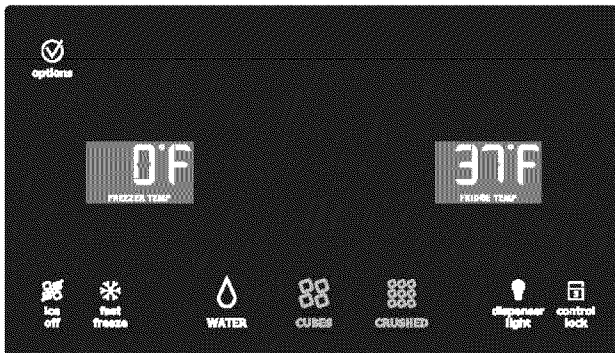 options
0°F
FREEZER TEMP
37°F
FRIDGE TEMP
ice
off
fast
freeze
WATER
CUBES
CRUSHED
dispenser
light
control
lock